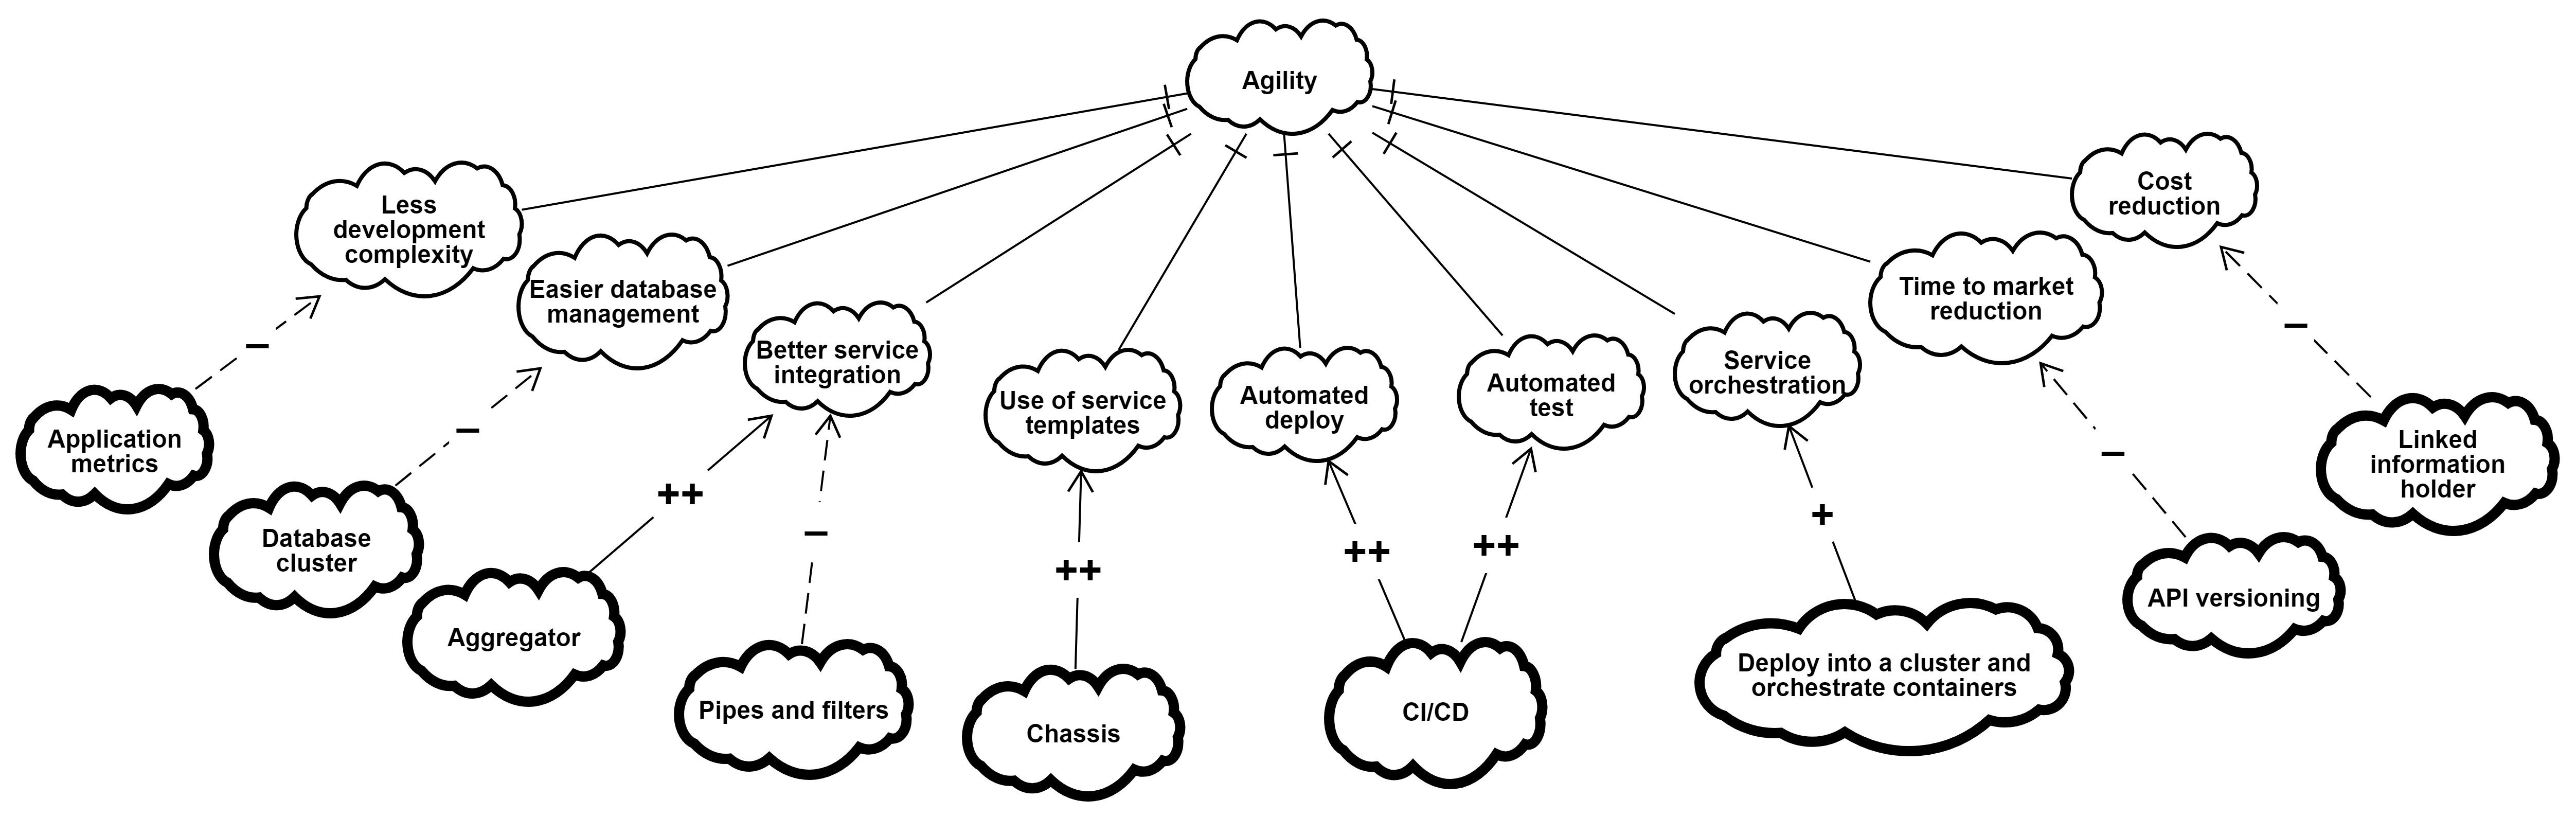 Agility
Less
development
complexity
Easier database
management
Better service
integration
Use of service
templates
Automated
deploy
Automated
test
Service
orchestration
Time to market
reduction
Cost
reduction
–
–
++
–
++
++
++
+
–
–
Application
metrics
Database
cluster
Aggregator
Pipes and filters
Chassis
CI/CD
Deploy into a cluster and
orchestrate containers
API versioning
Linked
information
holder